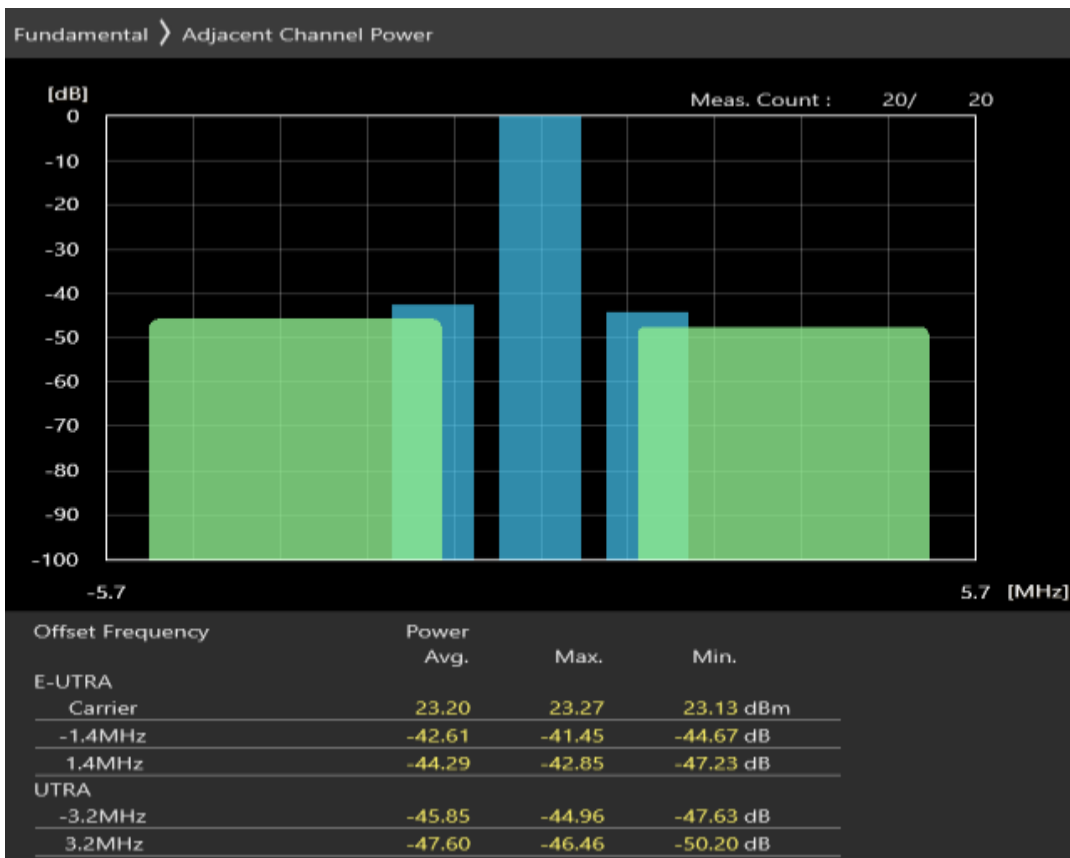 Fundamental 〉 Adjacent Channel Power
[dB]
Meas. Count : 20/ 20
0
-10
-20
-30
-40
-50
-60
-70
-80
-90
-100
-5.7 5.7 [MHz]
Offset Frequency Power
Avg. Max. Min.
E-UTRA
Carrier 23.20 23.27 23.13 dBm
-1.4MHz -42.61 -41.45 -44.67 dB
1.4MHz -44.29 -42.85 -47.23 dB
UTRA
-3.2MHz -45.85 -44.96 -47.63 dB
3.2MHz -47.60 -46.46 -50.20 dB